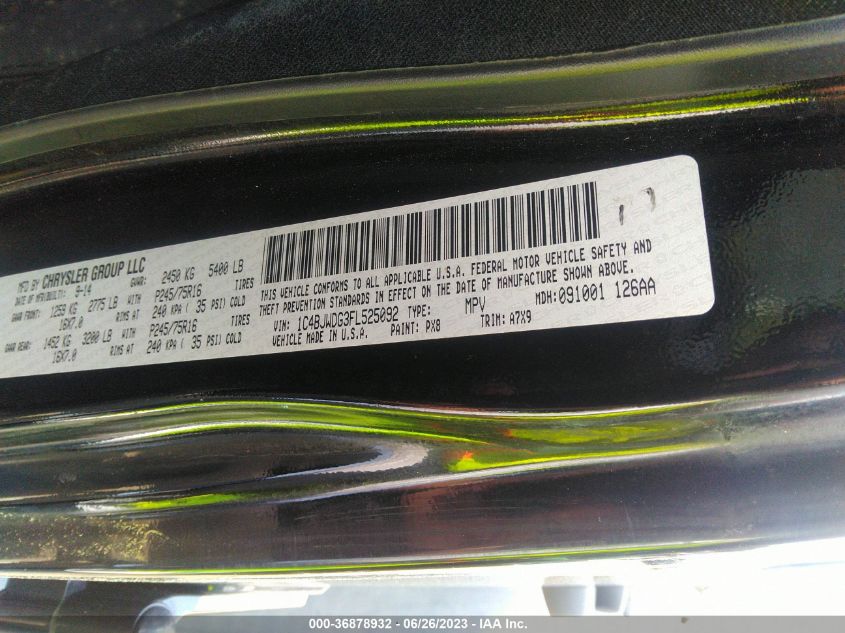 MFD BY CHRYSLER GROUP LLC
DATE OF MFR/BUILT: 9-14 GVWR: 2450 KG 5400 LB
GAWR FRONT: 1259 KG 2775 LB WITH P245/75R16 TIRES
16X7.0 RIMS AT 240 KPA ( 35 PSI) COLD
GAWR REAR: 1452 KG 3200 LB WITH P245/75R16 TIRES
16X7.0 RIMS AT 240 KPA ( 35 PSI) COLD
THIS VEHICLE CONFORMS TO ALL APPLICABLE U.S.A. FEDERAL MOTOR VEHICLE SAFETY AND
THEFT PREVENTION STANDARDS IN EFFECT ON THE DATE OF MANUFACTURE SHOWN ABOVE.
VIN: 1C4BJWDG3FL525092 TYPE: MPV MDH: 091001 126AA
VEHICLE MADE IN U.S.A. PAINT: PX8 TRIM: A7X9
000-36878932 - 06/26/2023 - IAA Inc.